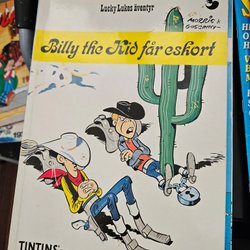 Lucky Lukes äventyr
MORRIS &
GOSCINNY
Billy the Kid får eskort
TINTINS